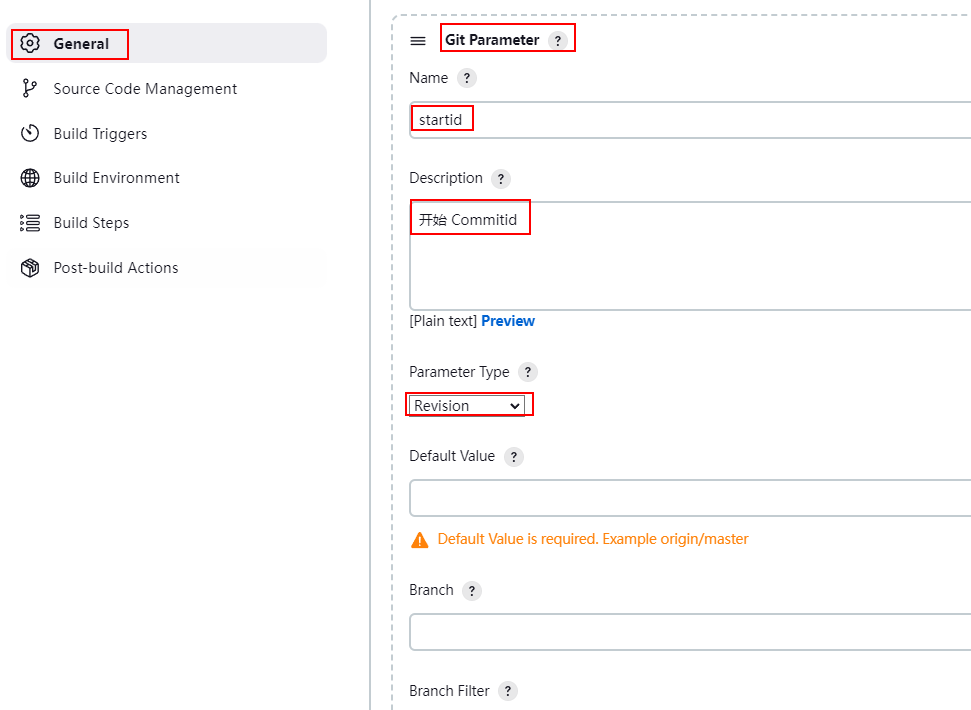 General
Source Code Management
Build Triggers
Build Environment
Build Steps
Post-build Actions
Git Parameter ?
Name ?
startid
Description ?
开始 Commitid
[Plain text] Preview
Parameter Type ?
Revision
Default Value ?
Default Value is required. Example origin/master
Branch ?
Branch Filter ?